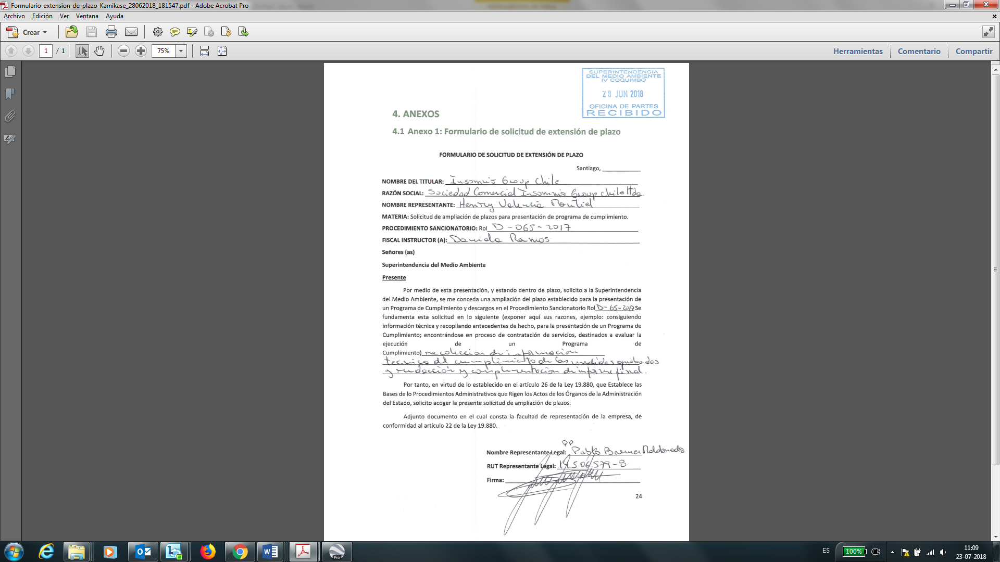 Formulario-extension-de-plazo-Kamikase_28062018_181547.pdf - Adobe Acrobat Pro
Archivo Edición Ver Ventana Ayuda
Crear
1 / 1 75% Herramientas Comentario Compartir
SUPERINTENDENCIA
DEL MEDIO AMBIENTE
IV COQUIMBO
28 JUN 2018
OFICINA DE PARTES
RECIBIDO
4. ANEXOS
4.1 Anexo 1: Formulario de solicitud de extensión de plazo
FORMULARIO DE SOLICITUD DE EXTENSIÓN DE PLAZO
Santiago, ____________
NOMBRE DEL TITULAR: Insomnio Group Chile
RAZÓN SOCIAL: Sociedad Comercial Insomnio Group Chile ltda.
NOMBRE REPRESENTANTE: Henry Valencia Montiel
MATERIA: Solicitud de ampliación de plazos para presentación de programa de cumplimiento.
PROCEDIMIENTO SANCIONATORIO: Rol D-065-2017
FISCAL INSTRUCTOR (A): Daniela Ramos
Señores (as)
Superintendencia del Medio Ambiente
Presente
Por medio de esta presentación, y estando dentro de plazo, solicito a la Superintendencia
del Medio Ambiente, se me conceda una ampliación del plazo establecido para la presentación de
un Programa de Cumplimiento y descargos en el Procedimiento Sancionatorio Rol D-65-2017 Se
fundamenta esta solicitud en lo siguiente (exponer aquí sus razones, ejemplo: consiguiendo
información técnica y recopilando antecedentes de hecho, para la presentación de un Programa de
Cumplimiento; encontrándose en proceso de contratación de servicios, destinados a evaluar la
ejecución de un Programa de
Cumplimiento) recoleccion de informacion
tecnica del cumplimiento de las medidas aprobadas
y redacción y complementacion de informe final.
Por tanto, en virtud de lo establecido en el artículo 26 de la Ley 19.880, que Establece las
Bases de lo Procedimientos Administrativos que Rigen los Actos de los Órganos de la Administración
del Estado, solicito acoger la presente solicitud de ampliación de plazos.
Adjunto documento en el cual consta la facultad de representación de la empresa, de
conformidad al artículo 22 de la Ley 19.880.
PP
Nombre Representante Legal: Pablo Maldonado
RUT Representante Legal: 14.506.579-8
Firma:
24
ES 100% 11:09
23-07-2018